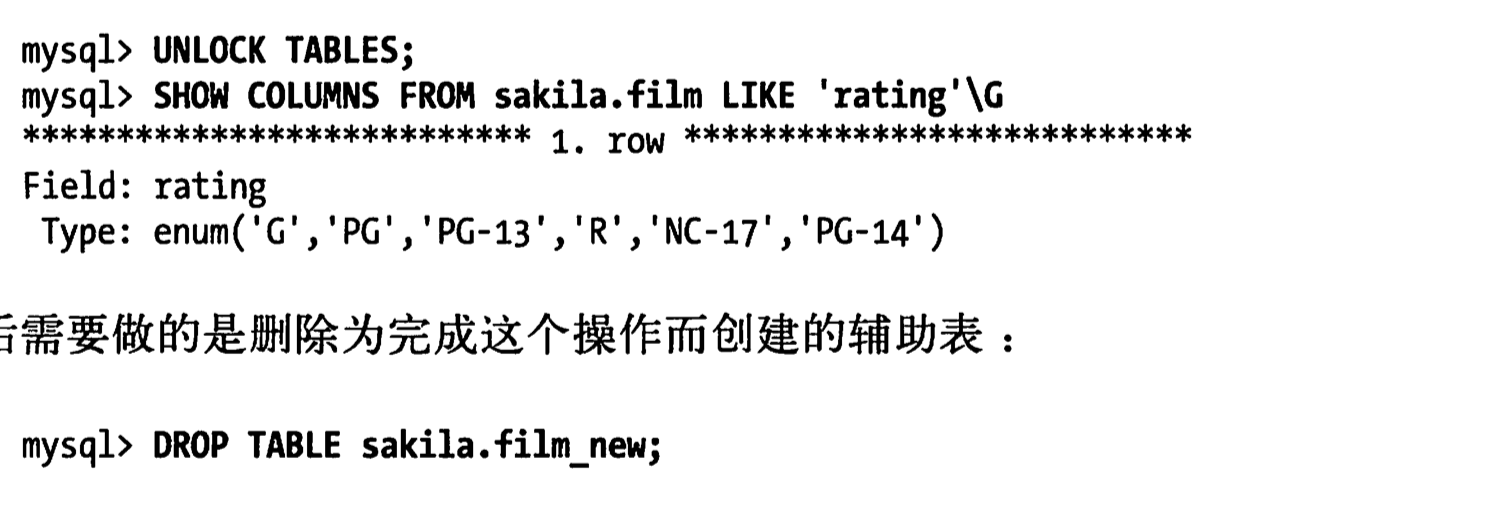 mysql> UNLOCK TABLES;
mysql> SHOW COLUMNS FROM sakila.film LIKE 'rating'\G
*************************** 1. row ***************************
Field: rating
Type: enum('G','PG','PG-13','R','NC-17','PG-14')
后需要做的是删除为完成这个操作而创建的辅助表：
mysql> DROP TABLE sakila.film_new;